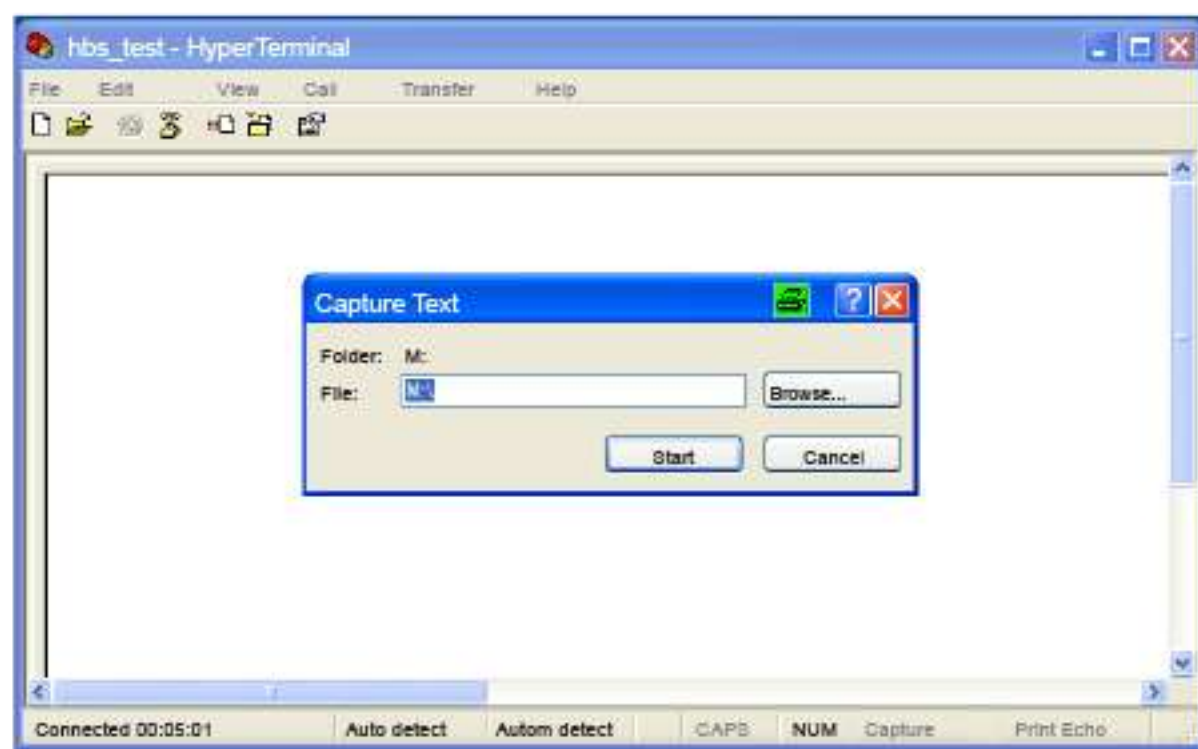 hbs_test - HyperTerminal
File Edit View Call Transfer Help
Capture Text
Folder: M:
File: M:\
Browse...
Start Cancel
Connected 00:05:01 Auto detect Autom detect CAPS NUM Capture Print Echo